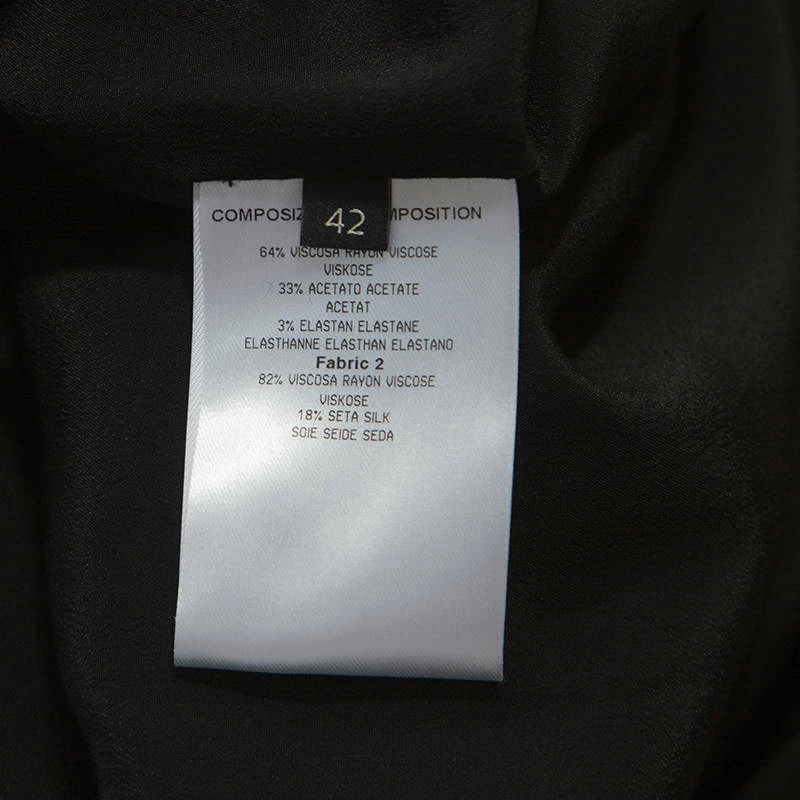 COMPOSIZ MPOSITION
42
64% VISCOSA RAYON VISCOSE
VISKOSE
33% ACETATO ACETATE
ACETAT
3% ELASTAN ELASTANE
ELASTHANNE ELASTHAN ELASTANO
Fabric 2
82% VISCOSA RAYON VISCOSE
VISKOSE
18% SETA SILK
SOIE SEIDE SEDA